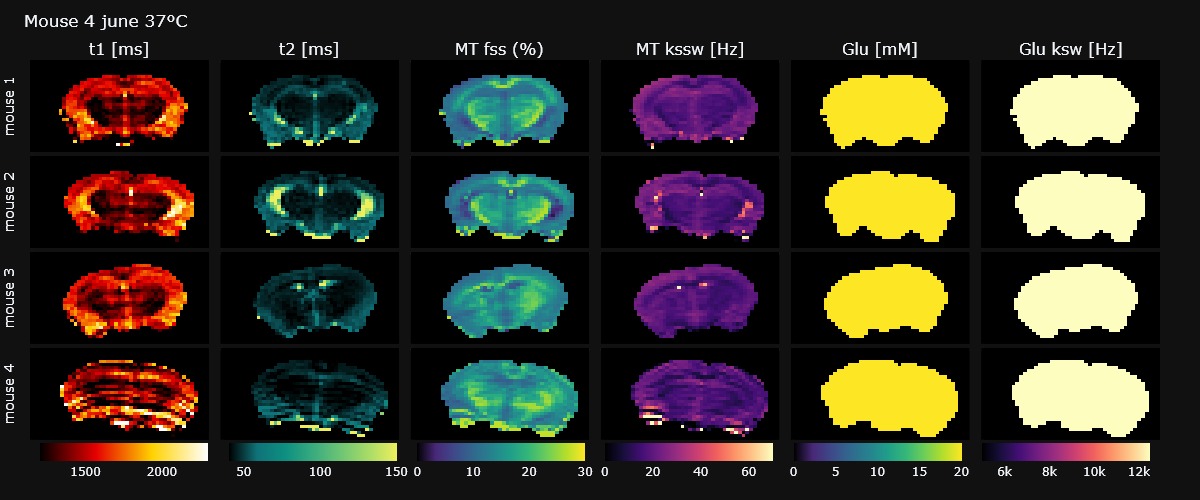 Mouse 4 june 37°C
t1 [ms] t2 [ms] MT fss (%) MT kssw [Hz] Glu [mM] Glu ksw [Hz]
mouse 1
mouse 2
mouse 3
mouse 4
1500 2000 50 100 150 0 10 20 30 0 20 40 60 0 5 10 15 20 6k 8k 10k 12k